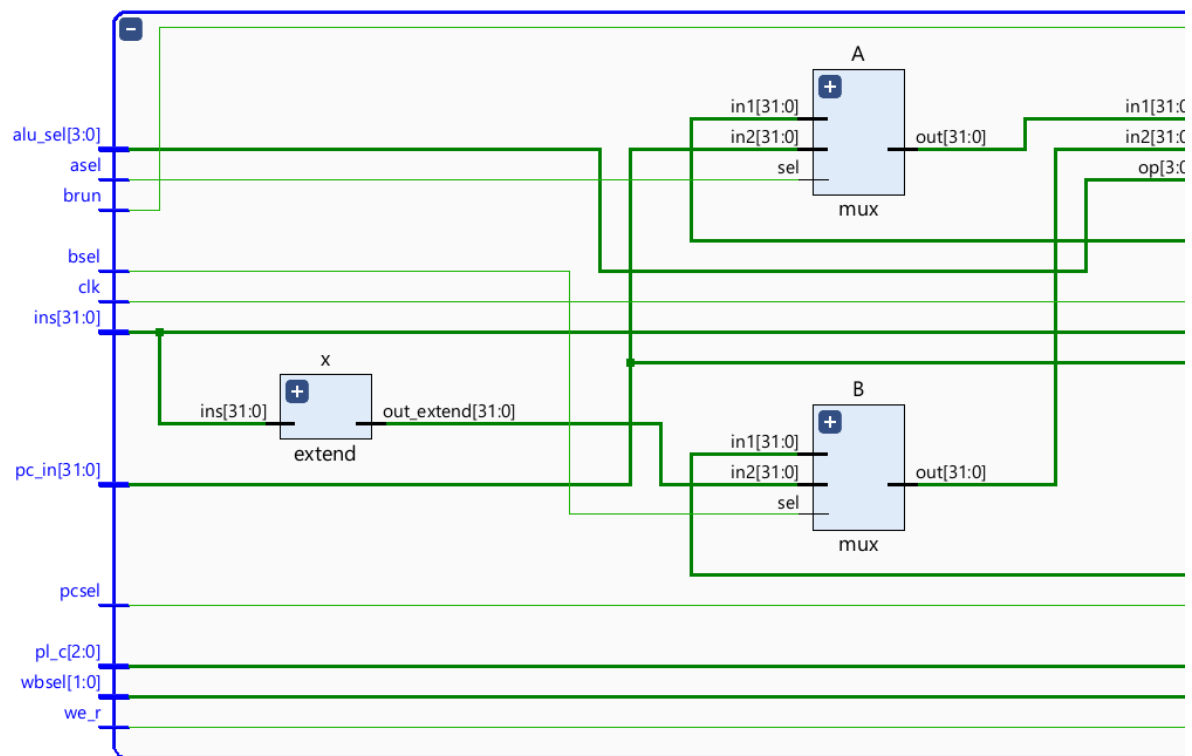 A
in1[31:0]
in2[31:0]
sel
out[31:0]
mux
in1[31:0
in2[31:0
op[3:0
alu_sel[3:0]
asel
brun
bsel
clk
ins[31:0]
x
ins[31:0]
out_extend[31:0]
extend
B
in1[31:0]
in2[31:0]
sel
out[31:0]
mux
pc_in[31:0]
pcsel
pl_c[2:0]
wbsel[1:0]
we_r